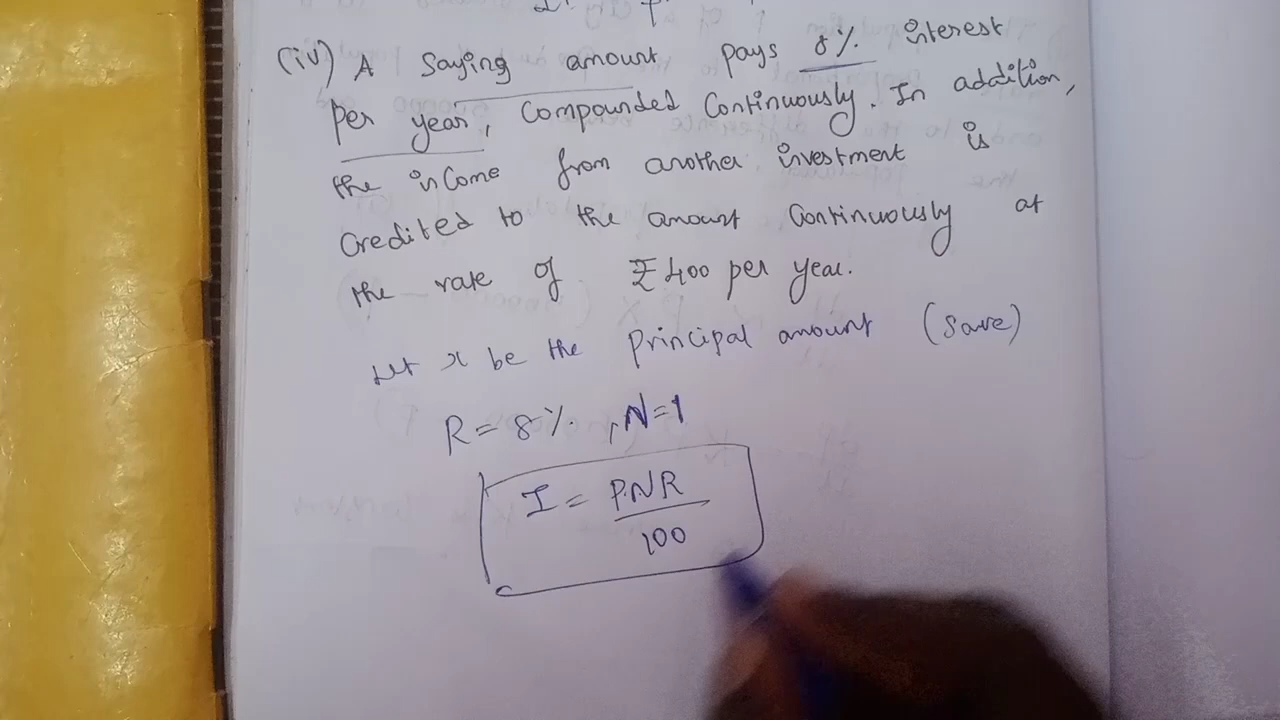 (iv) A Saying amount pays 8% interest
per year, Compounded Continuously. In addition,
the income from another investment is
Credited to the amount Continuously at
the rate of ₹400 per year.
Let x be the Principal amount (Save)
R = 8%. , N=1
I = PNR
100